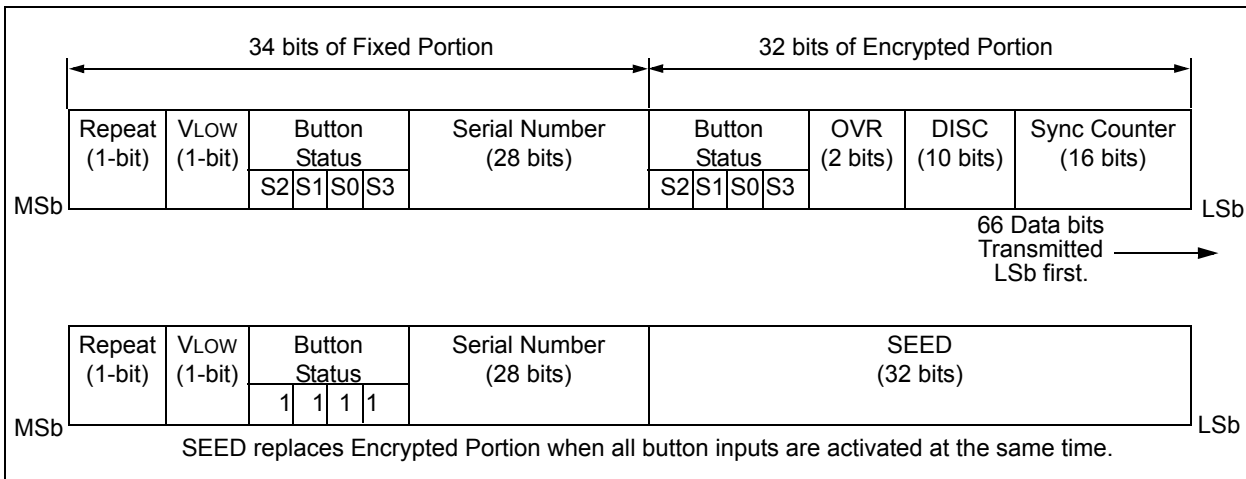 34 bits of Fixed Portion 32 bits of Encrypted Portion
Repeat VLOW Button Serial Number Button OVR DISC Sync Counter
(1-bit) (1-bit) Status (28 bits) Status (2 bits) (10 bits) (16 bits)
S2 S1 S0 S3 S2 S1 S0 S3
MSb LSb
66 Data bits
Transmitted
LSb first.
Repeat VLOW Button Serial Number SEED
(1-bit) (1-bit) Status (28 bits) (32 bits)
1 1 1 1
MSb LSb
SEED replaces Encrypted Portion when all button inputs are activated at the same time.